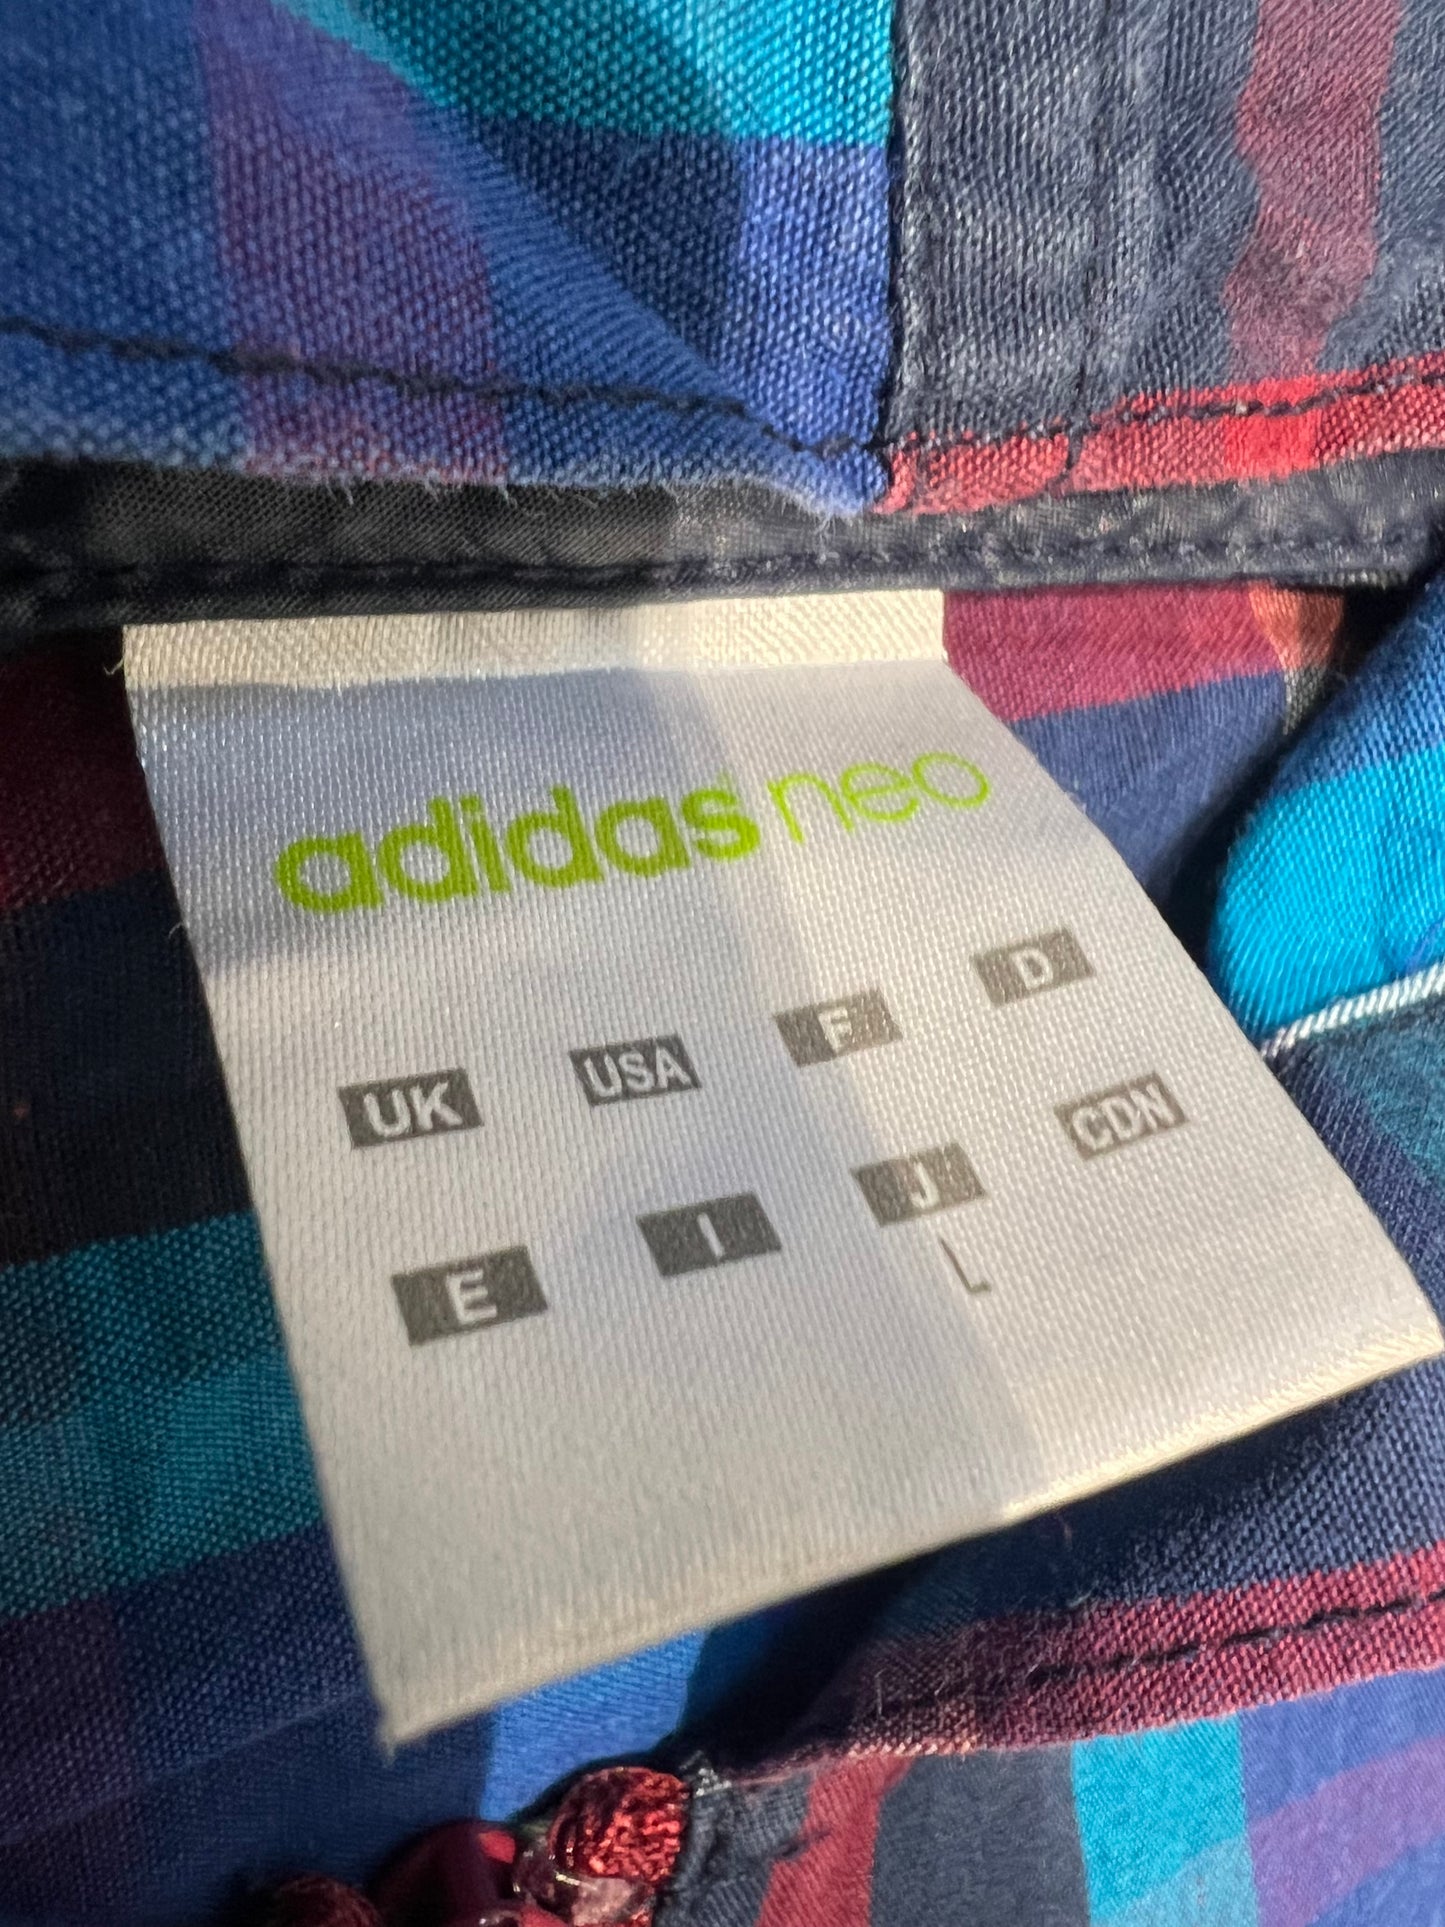 adidas neo
UK USA F D
E I J CDN
L